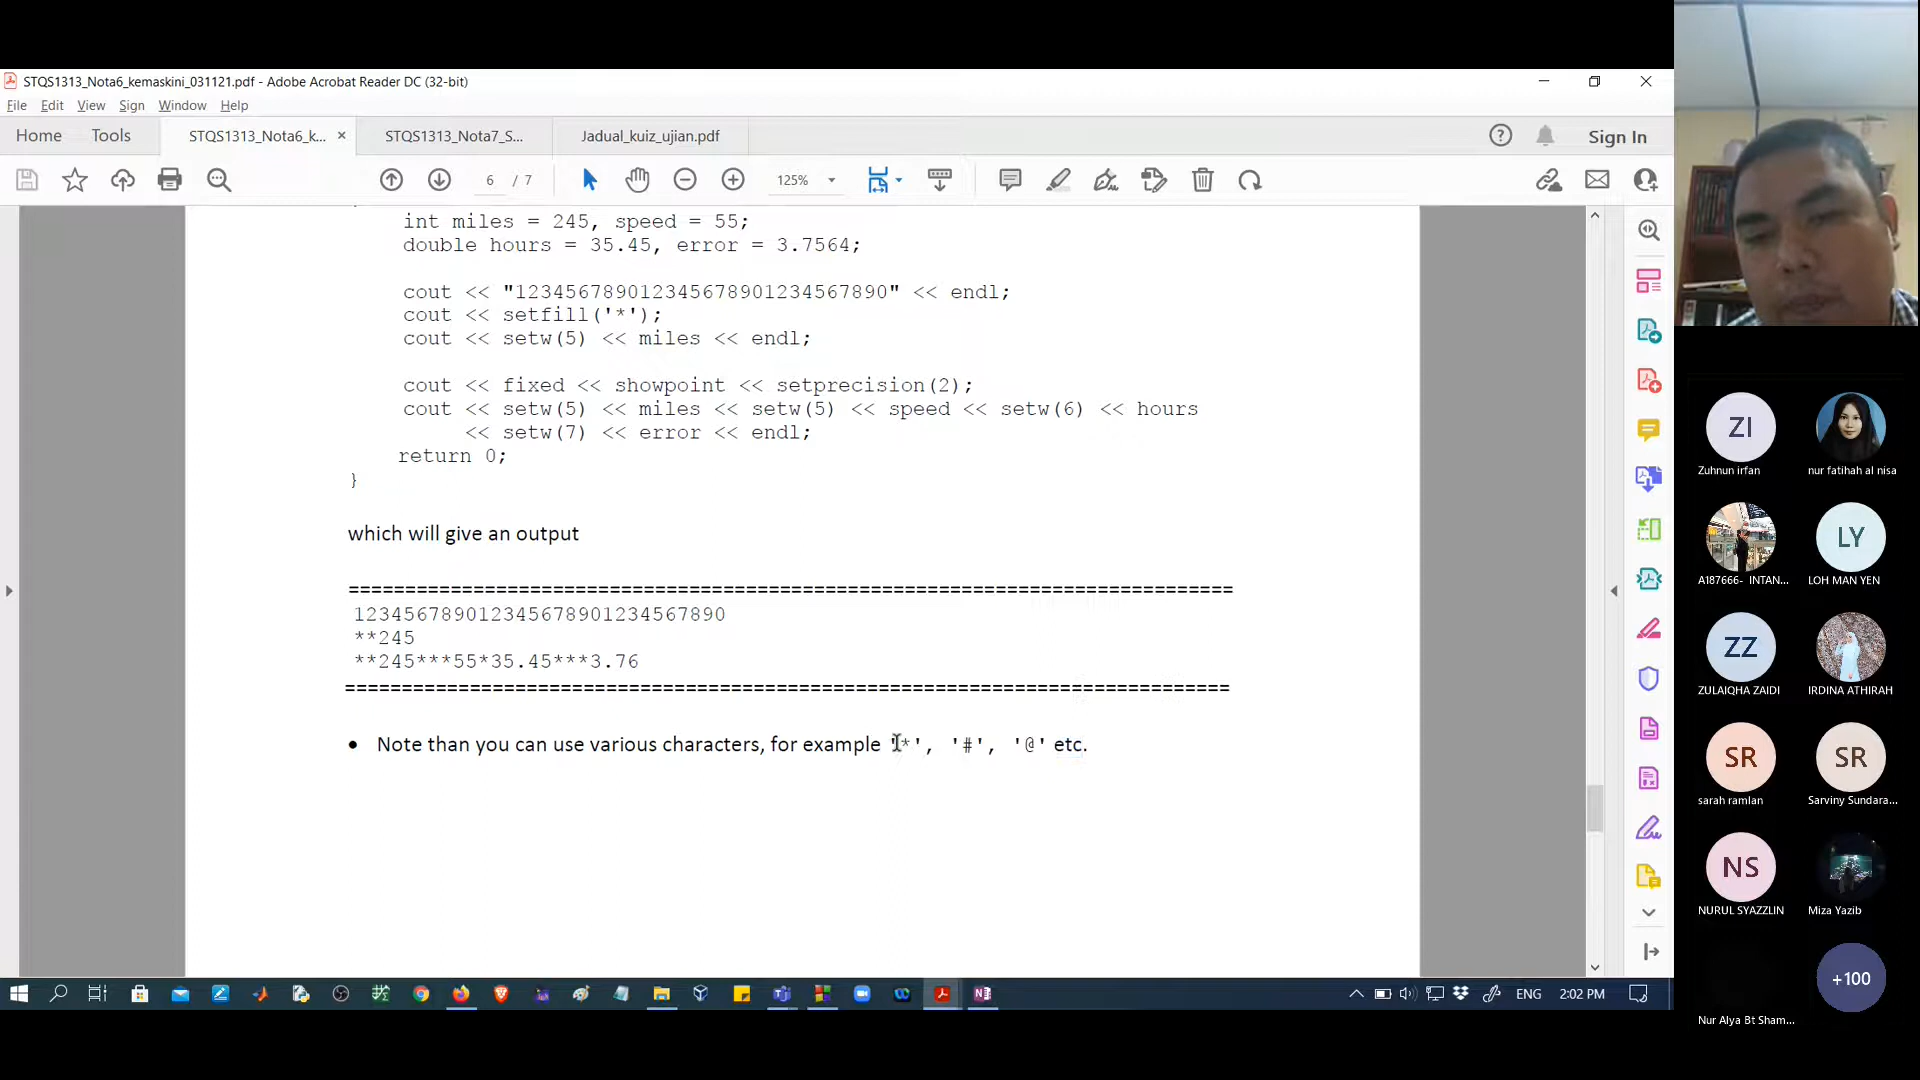 STQS1313_Nota6_kemaskini_031121.pdf - Adobe Acrobat Reader DC (32-bit)
File Edit View Sign Window Help
Home Tools STQS1313_Nota6_k... × STQS1313_Nota7_S... Jadual_kuiz_ujian.pdf Sign In
6 / 7 125%
int miles = 245, speed = 55;
double hours = 35.45, error = 3.7564;
cout << "123456789012345678901234567890" << endl;
cout << setfill('*');
cout << setw(5) << miles << endl;
cout << fixed << showpoint << setprecision(2);
cout << setw(5) << miles << setw(5) << speed << setw(6) << hours
<< setw(7) << error << endl;
return 0;
}
which will give an output
=======================================================================
123456789012345678901234567890
**245
**245***55*35.45***3.76
=======================================================================
• Note than you can use various characters, for example '*', '#', '@' etc.
ZI
Zuhnun irfan nur fatihah al nisa
LY
A187666- INTAN... LOH MAN YEN
ZZ
ZULAIQHA ZAIDI IRDINA ATHIRAH
SR SR
sarah ramlan Sarviny Sundara...
NS
NURUL SYAZZLIN Miza Yazib
+100
Nur Alya Bt Sham...
ENG 2:02 PM